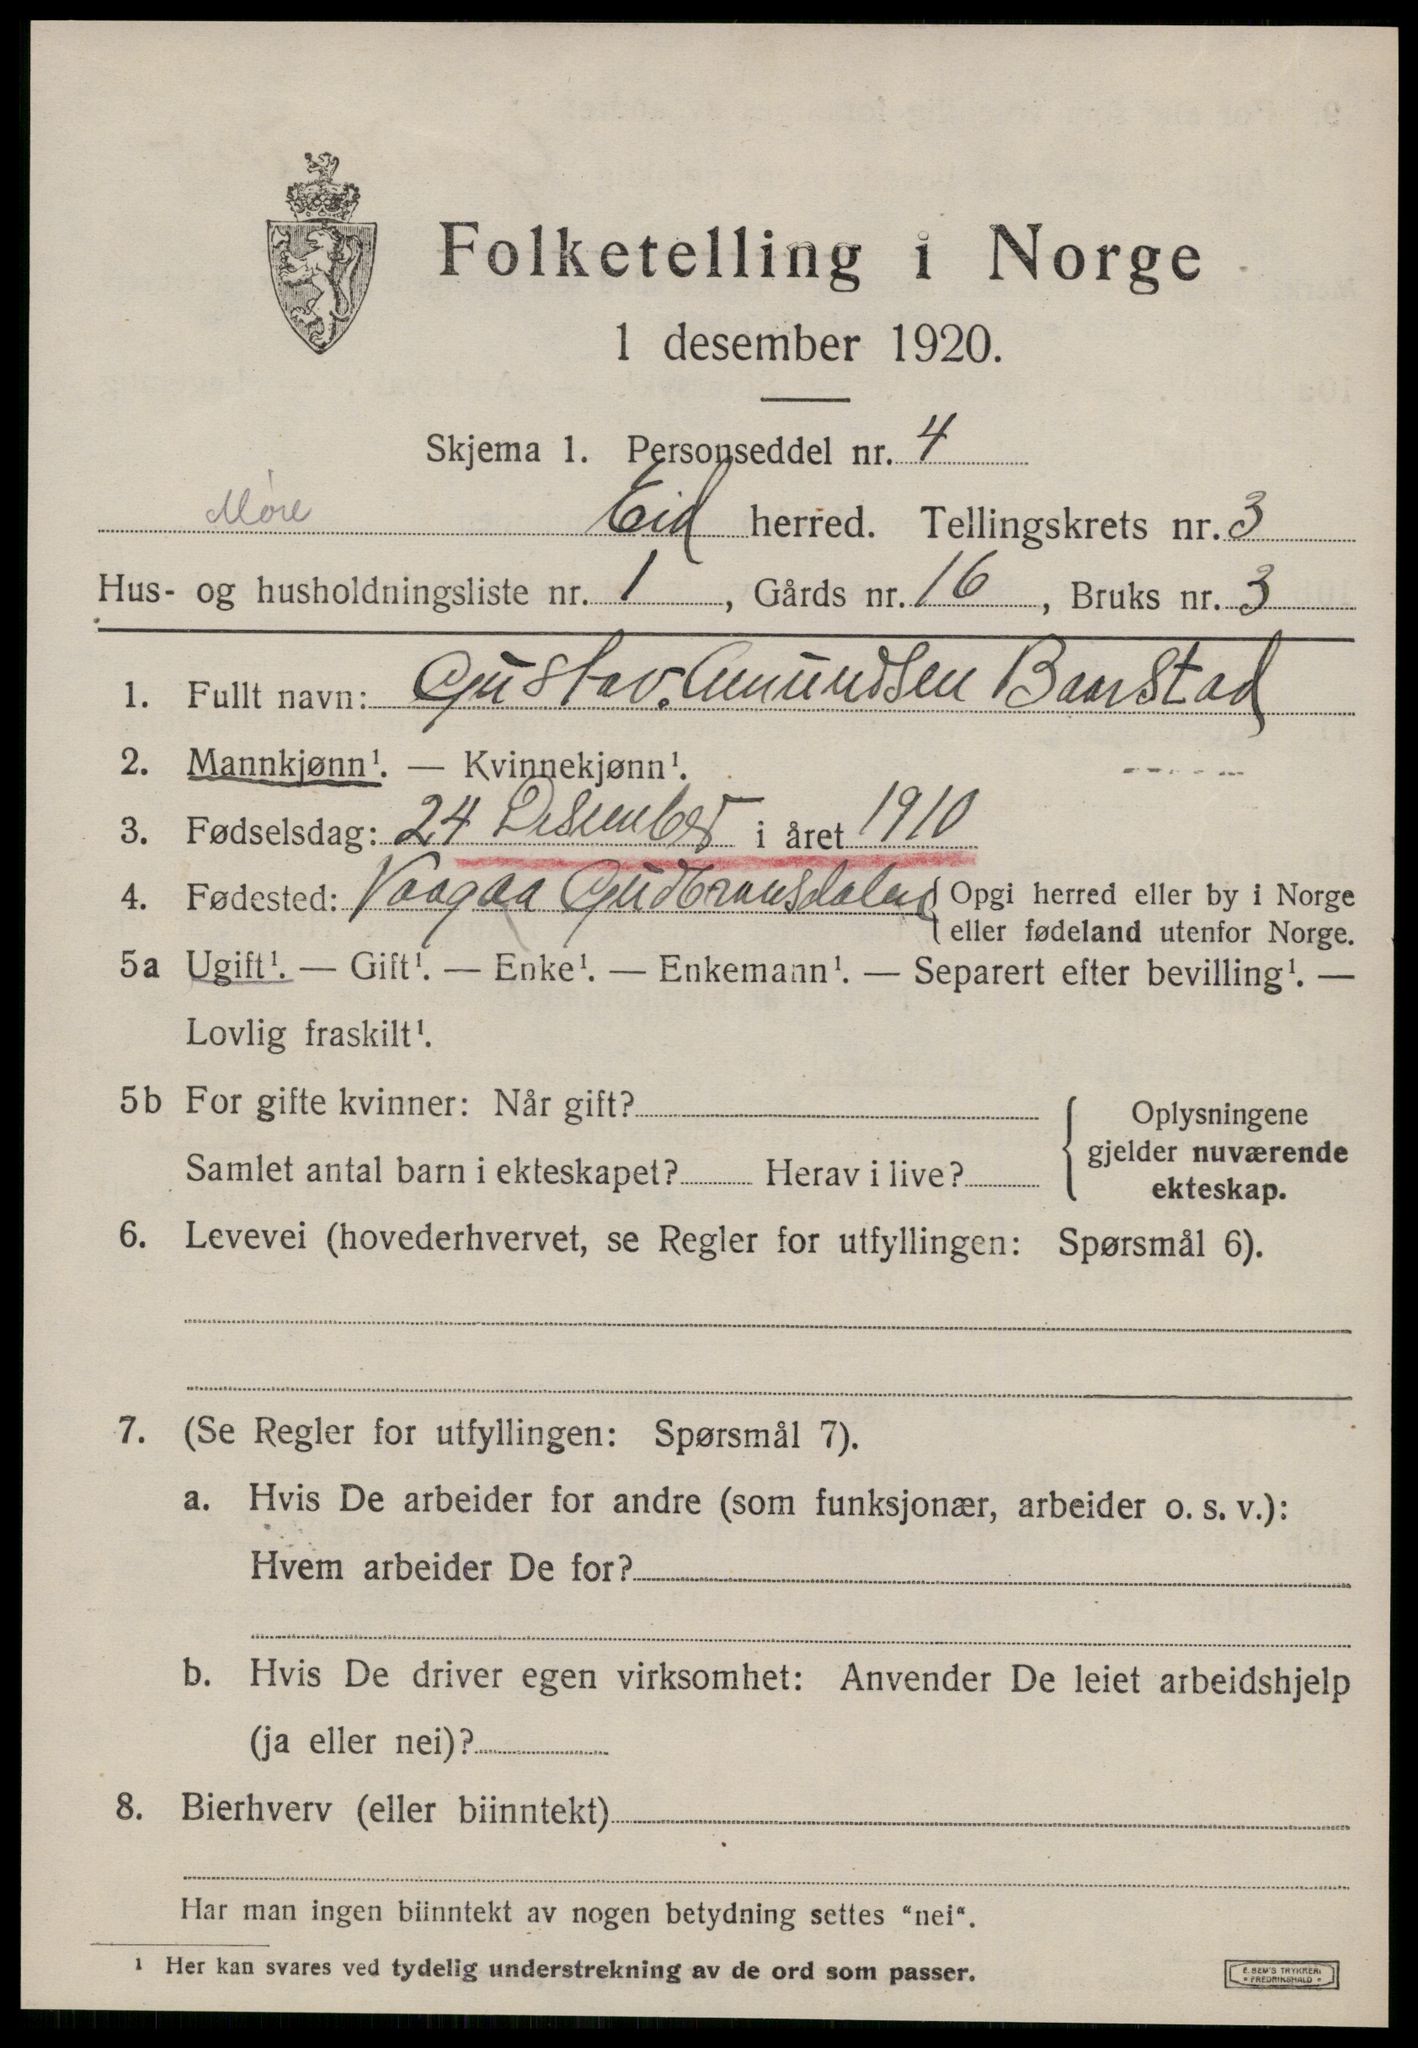 Folketelling i Norge
1 desember 1920.
Skjema 1. Personseddel nr. 4
Møre Eid herred. Tellingskrets nr. 3
Hus- og husholdningsliste nr. 1, Gårds nr. 16, Bruks nr. 3
1. Fullt navn: Gustav. Amundsen Baarstad
2. Mannkjønn¹. — Kvinnekjønn¹.
3. Fødselsdag: 24 Desember i året 1910
4. Fødested: Vaagaa Gudbransdalen { Opgi herred eller by i Norge
eller fødeland utenfor Norge.
5a Ugift¹. — Gift¹. — Enke¹. — Enkemann¹. — Separert efter bevilling¹. —
Lovlig fraskilt¹.
5b For gifte kvinner: Når gift? Oplysningene
gjelder nuværende
Samlet antal barn i ekteskapet? Herav i live? ekteskap.
6. Levevei (hovederhvervet, se Regler for utfyllingen: Spørsmål 6).
7. (Se Regler for utfyllingen: Spørsmål 7).
a. Hvis De arbeider for andre (som funksjonær, arbeider o. s. v.):
Hvem arbeider De for?
b. Hvis De driver egen virksomhet: Anvender De leiet arbeidshjelp
(ja eller nei)?
8. Bierhverv (eller biinntekt)
Har man ingen biinntekt av nogen betydning settes "nei".
¹ Her kan svares ved tydelig understrekning av de ord som passer.
E. SEM'S TRYKKERI
FREDRIKSHALD